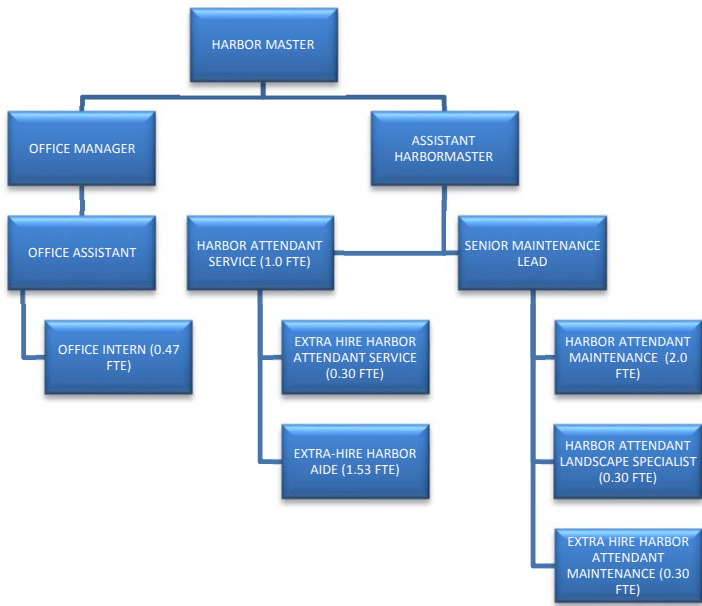 HARBOR MASTER
OFFICE MANAGER
ASSISTANT
HARBORMASTER
OFFICE ASSISTANT
HARBOR ATTENDANT
SERVICE (1.0 FTE)
SENIOR MAINTENANCE
LEAD
OFFICE INTERN (0.47
FTE)
EXTRA HIRE HARBOR
ATTENDANT SERVICE
(0.30 FTE)
HARBOR ATTENDANT
MAINTENANCE (2.0
FTE)
EXTRA-HIRE HARBOR
AIDE (1.53 FTE)
HARBOR ATTENDANT
LANDSCAPE SPECIALIST
(0.30 FTE)
EXTRA HIRE HARBOR
ATTENDANT
MAINTENANCE (0.30
FTE)